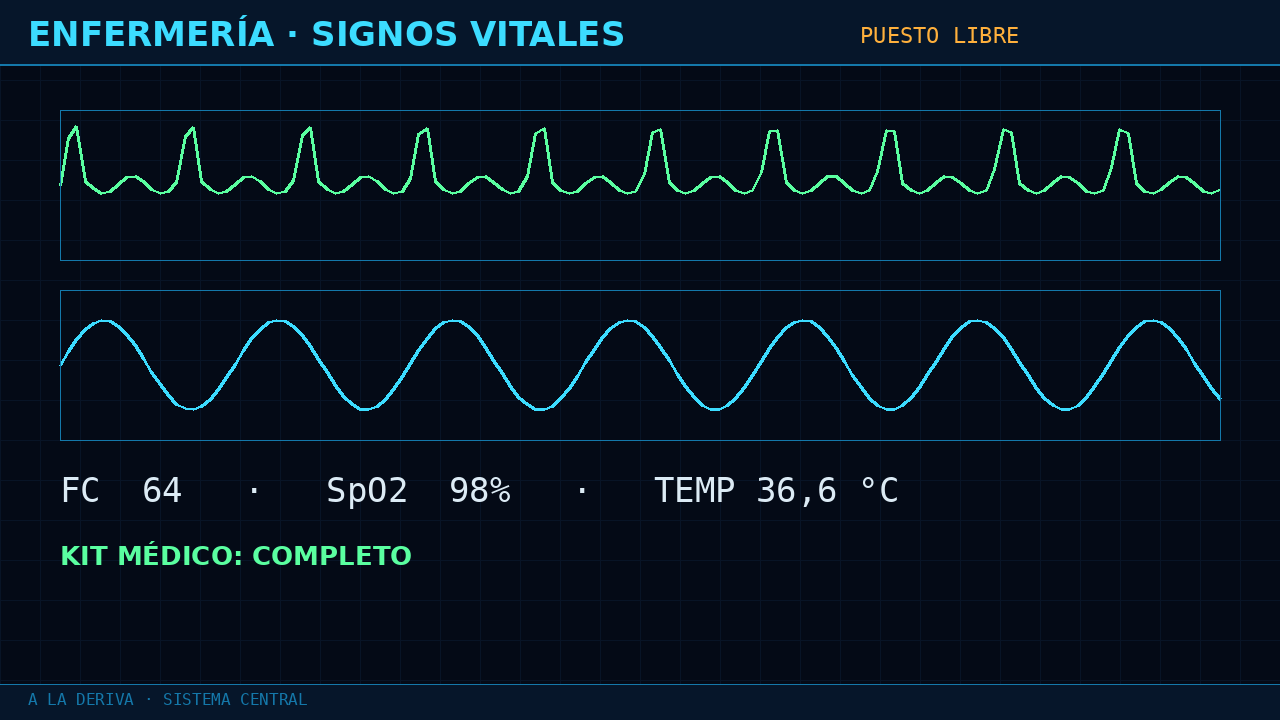 ENFERMERÍA · SIGNOS VITALES
PUESTO LIBRE
FC 64 · SpO2 98% · TEMP 36,6 °C
KIT MÉDICO: COMPLETO
A LA DERIVA · SISTEMA CENTRAL